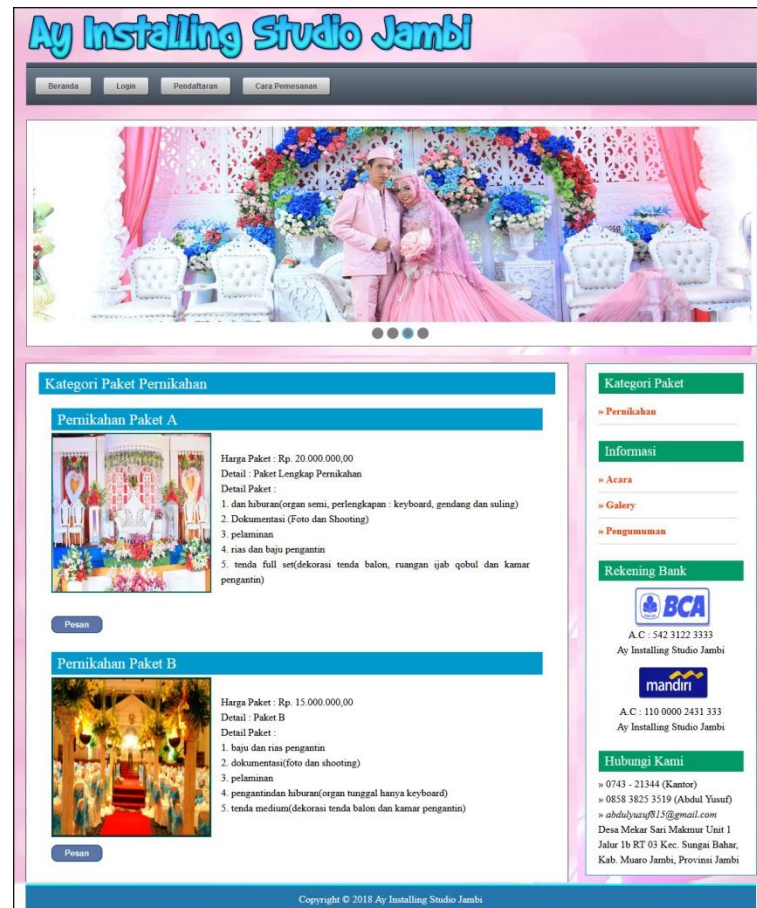 Ay Installing Studio Jambi
Beranda
Login
Pendaftaran
Cara Pemesanan
Kategori Paket Pernikahan
Pernikahan Paket A
Harga Paket : Rp. 20.000.000,00
Detail : Paket Lengkap Pernikahan
Detail Paket :
1. dan hiburan(organ semi, perlengkapan : keyboard, gendang dan suling)
2. Dokumentasi (Foto dan Shooting)
3. pelaminan
4. rias dan baju pengantin
5. tenda full set(dekorasi tenda balon, ruangan ijab qobul dan kamar
pengantin)
Pesan
Pernikahan Paket B
Harga Paket : Rp. 15.000.000,00
Detail : Paket B
Detail Paket :
1. baju dan rias pengantin
2. dokumentasi(foto dan shooting)
3. pelaminan
4. pengantindan hiburan(organ tunggal hanya keyboard)
5. tenda medium(dekorasi tenda balon dan kamar pengantin)
Pesan
Kategori Paket
» Pernikahan
Informasi
» Acara
» Galery
» Pengumuman
Rekening Bank
BCA
A.C : 542 3122 3333
Ay Installing Studio Jambi
mandiri
A.C : 110 0000 2431 333
Ay Installing Studio Jambi
Hubungi Kami
» 0743 - 21344 (Kantor)
» 0858 3825 3519 (Abdul Yusuf)
» abdulyusuf815@gmail.com
Desa Mekar Sari Makmur Unit 1
Jalur 1b RT 03 Kec. Sungai Bahar,
Kab. Muaro Jambi, Provinsi Jambi
Copyright © 2018 Ay Installing Studio Jambi